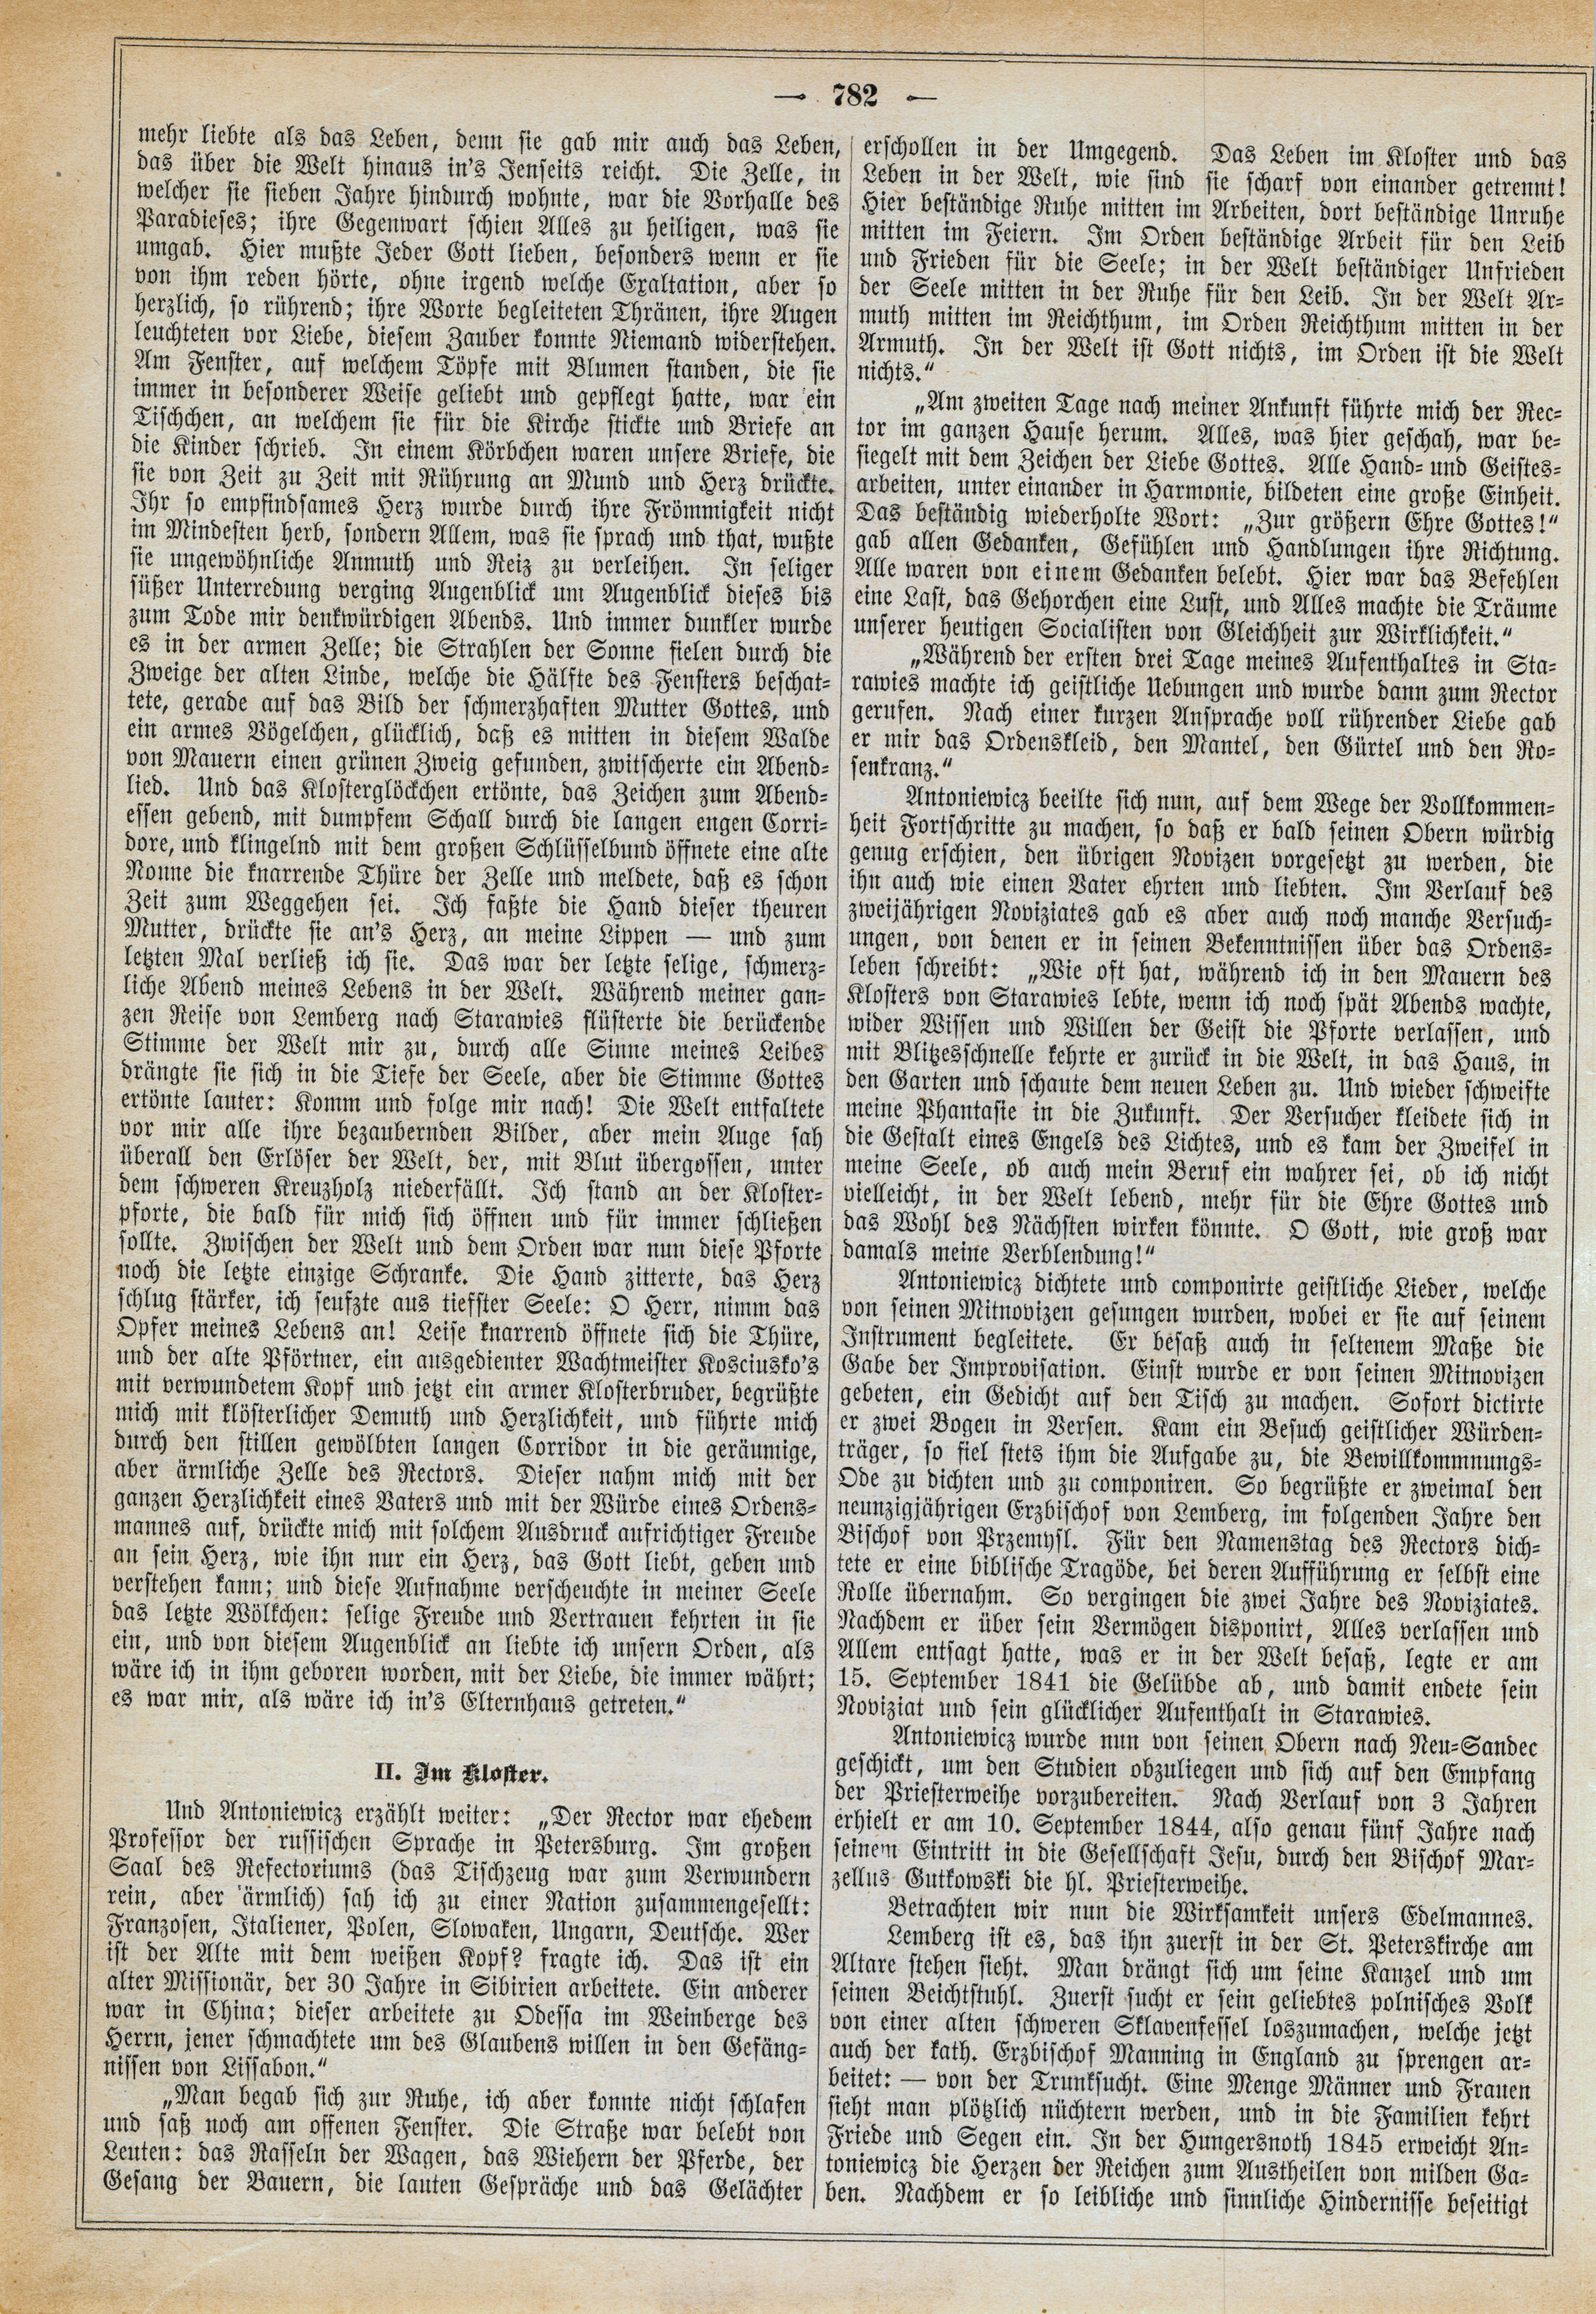 782
mehr liebte als das Leben, denn sie gab mir auch das Leben,
das über die Welt hinaus in's Jenseits reicht. Die Zelle, in
welcher sie sieben Jahre hindurch wohnte, war die Vorhalle des
Paradieses; ihre Gegenwart schien Alles zu heiligen, was sie
umgab. Hier mußte Jeder Gott lieben, besonders wenn er sie
von ihm reden hörte, ohne irgend welche Exaltation, aber so
herzlich, so rührend; ihre Worte begleiteten Thränen, ihre Augen
leuchteten vor Liebe, diesem Zauber konnte Niemand widerstehen.
Am Fenster, auf welchem Töpfe mit Blumen standen, die sie
immer in besonderer Weise geliebt und gepflegt hatte, war ein
Tischchen, an welchem sie für die Kirche stickte und Briefe an
die Kinder schrieb. In einem Körbchen waren unsere Briefe, die
sie von Zeit zu Zeit mit Rührung an Mund und Herz drückte.
Ihr so empfindsames Herz wurde durch ihre Frömmigkeit nicht
im Mindesten herb, sondern Allem, was sie sprach und that, wußte
sie ungewöhnliche Anmuth und Reiz zu verleihen. In seliger
süßer Unterredung verging Augenblick um Augenblick dieses bis
zum Tode mir denkwürdigen Abends. Und immer dunkler wurde
es in der armen Zelle; die Strahlen der Sonne fielen durch die
Zweige der alten Linde, welche die Hälfte des Fensters beschat-
tete, gerade auf das Bild der schmerzhaften Mutter Gottes, und
ein armes Vögelchen, glücklich, daß es mitten in diesem Walde
von Mauern einen grünen Zweig gefunden, zwitscherte ein Abend-
lied. Und das Klosterglöckchen ertönte, das Zeichen zum Abend-
essen gebend, mit dumpfem Schall durch die langen engen Corri-
dore, und klingelnd mit dem großen Schlüsselbund öffnete eine alte
Nonne die knarrende Thüre der Zelle und meldete, daß es schon
Zeit zum Weggehen sei. Ich faßte die Hand dieser theuren
Mutter, drückte sie an's Herz, an meine Lippen — und zum
letzten Mal verließ ich sie. Das war der letzte selige, schmerz-
liche Abend meines Lebens in der Welt. Während meiner gan-
zen Reise von Lemberg nach Starawies flüsterte die berückende
Stimme der Welt mir zu, durch alle Sinne meines Leibes
drängte sie sich in die Tiefe der Seele, aber die Stimme Gottes
ertönte lauter: Komm und folge mir nach! Die Welt entfaltete
vor mir alle ihre bezaubernden Bilder, aber mein Auge sah
überall den Erlöser der Welt, der, mit Blut übergossen, unter
dem schweren Kreuzholz niederfällt. Ich stand an der Kloster-
pforte, die bald für mich sich öffnen und für immer schließen
sollte. Zwischen der Welt und dem Orden war nun diese Pforte
noch die letzte einzige Schranke. Die Hand zitterte, das Herz
schlug stärker, ich seufzte aus tiefster Seele: O Herr, nimm das
Opfer meines Lebens an! Leise knarrend öffnete sich die Thüre,
und der alte Pförtner, ein ausgedienter Wachtmeister Kosciusko's
mit verwundetem Kopf und jetzt ein armer Klosterbruder, begrüßte
mich mit klösterlicher Demuth und Herzlichkeit, und führte mich
durch den stillen gewölbten langen Corridor in die geräumige,
aber ärmliche Zelle des Rectors. Dieser nahm mich mit der
ganzen Herzlichkeit eines Vaters und mit der Würde eines Ordens-
mannes auf, drückte mich mit solchem Ausdruck aufrichtiger Freude
an sein Herz, wie ihn nur ein Herz, das Gott liebt, geben und
verstehen kann; und diese Aufnahme verscheuchte in meiner Seele
das letzte Wölkchen: selige Freude und Vertrauen kehrten in sie
ein, und von diesem Augenblick an liebte ich unsern Orden, als
wäre ich in ihm geboren worden, mit der Liebe, die immer währt;
es war mir, als wäre ich in's Elternhaus getreten.“
II. Im Kloster.
Und Antoniewicz erzählt weiter: „Der Rector war ehedem
Professor der russischen Sprache in Petersburg. Im großen
Saal des Refectoriums (das Tischzeug war zum Verwundern
rein, aber ärmlich) sah ich zu einer Nation zusammengesellt:
Franzosen, Italiener, Polen, Slowaken, Ungarn, Deutsche. Wer
ist der Alte mit dem weißen Kopf? fragte ich. Das ist ein
alter Missionär, der 30 Jahre in Sibirien arbeitete. Ein anderer
war in China; dieser arbeitete zu Odessa im Weinberge des
Herrn, jener schmachtete um des Glaubens willen in den Gefäng-
nissen von Lissabon.“
„Man begab sich zur Ruhe, ich aber konnte nicht schlafen
und saß noch am offenen Fenster. Die Straße war belebt von
Leuten: das Rasseln der Wagen, das Wiehern der Pferde, der
Gesang der Bauern, die lauten Gespräche und das Gelächter
erschollen in der Umgegend. Das Leben im Kloster und das
Leben in der Welt, wie sind sie scharf von einander getrennt!
Hier beständige Ruhe mitten im Arbeiten, dort beständige Unruhe
mitten im Feiern. Im Orden beständige Arbeit für den Leib
und Frieden für die Seele; in der Welt beständiger Unfrieden
der Seele mitten in der Ruhe für den Leib. In der Welt Ar-
muth mitten im Reichthum, im Orden Reichthum mitten in der
Armuth. In der Welt ist Gott nichts, im Orden ist die Welt
nichts.“
„Am zweiten Tage nach meiner Ankunft führte mich der Rec-
tor im ganzen Hause herum. Alles, was hier geschah, war be-
siegelt mit dem Zeichen der Liebe Gottes. Alle Hand- und Geistes-
arbeiten, unter einander in Harmonie, bildeten eine große Einheit.
Das beständig wiederholte Wort: „Zur größern Ehre Gottes!“
gab allen Gedanken, Gefühlen und Handlungen ihre Richtung.
Alle waren von einem Gedanken belebt. Hier war das Befehlen
eine Last, das Gehorchen eine Lust, und Alles machte die Träume
unserer heutigen Socialisten von Gleichheit zur Wirklichkeit.“
„Während der ersten drei Tage meines Aufenthaltes in Sta-
rawies machte ich geistliche Uebungen und wurde dann zum Rector
gerufen. Nach einer kurzen Ansprache voll rührender Liebe gab
er mir das Ordenskleid, den Mantel, den Gürtel und den Ro-
senkranz.“
Antoniewicz beeilte sich nun, auf dem Wege der Vollkommen-
heit Fortschritte zu machen, so daß er bald seinen Obern würdig
genug erschien, den übrigen Novizen vorgesetzt zu werden, die
ihn auch wie einen Vater ehrten und liebten. Im Verlauf des
zweijährigen Noviziates gab es aber auch noch manche Versuch-
ungen, von denen er in seinen Bekenntnissen über das Ordens-
leben schreibt: „Wie oft hat, während ich in den Mauern des
Klosters von Starawies lebte, wenn ich noch spät Abends wachte,
wider Wissen und Willen der Geist die Pforte verlassen, und
mit Blitzesschnelle kehrte er zurück in die Welt, in das Haus, in
den Garten und schaute dem neuen Leben zu. Und wieder schweifte
meine Phantasie in die Zukunft. Der Versucher kleidete sich in
die Gestalt eines Engels des Lichtes, und es kam der Zweifel in
meine Seele, ob auch mein Beruf ein wahrer sei, ob ich nicht
vielleicht, in der Welt lebend, mehr für die Ehre Gottes und
das Wohl des Nächsten wirken könnte. O Gott, wie groß war
damals meine Verblendung!“
Antoniewicz dichtete und componirte geistliche Lieder, welche
von seinen Mitnovizen gesungen wurden, wobei er sie auf seinem
Instrument begleitete. Er besaß auch in seltenem Maße die
Gabe der Improvisation. Einst wurde er von seinen Mitnovizen
gebeten, ein Gedicht auf den Tisch zu machen. Sofort dictirte
er zwei Bogen in Versen. Kam ein Besuch geistlicher Würden-
träger, so fiel stets ihm die Aufgabe zu, die Bewillkommnungs-
Ode zu dichten und zu componiren. So begrüßte er zweimal den
neunzigjährigen Erzbischof von Lemberg, im folgenden Jahre den
Bischof von Przemysl. Für den Namenstag des Rectors dich-
tete er eine biblische Tragöde, bei deren Aufführung er selbst eine
Rolle übernahm. So vergingen die zwei Jahre des Noviziates.
Nachdem er über sein Vermögen disponirt, Alles verlassen und
Allem entsagt hatte, was er in der Welt besaß, legte er am
15. September 1841 die Gelübde ab, und damit endete sein
Noviziat und sein glücklicher Aufenthalt in Starawies.
Antoniewicz wurde nun von seinen Obern nach Neu-Sandec
geschickt, um den Studien obzuliegen und sich auf den Empfang
der Priesterweihe vorzubereiten. Nach Verlauf von 3 Jahren
erhielt er am 10. September 1844, also genau fünf Jahre nach
seinem Eintritt in die Gesellschaft Jesu, durch den Bischof Mar-
zellus Gutkowski die hl. Priesterweihe.
Betrachten wir nun die Wirksamkeit unsers Edelmannes.
Lemberg ist es, das ihn zuerst in der St. Peterskirche am
Altare stehen sieht. Man drängt sich um seine Kanzel und um
seinen Beichtstuhl. Zuerst sucht er sein geliebtes polnisches Volk
von einer alten schweren Sklavenfessel loszumachen, welche jetzt
auch der kath. Erzbischof Manning in England zu sprengen ar-
beitet: — von der Trunksucht. Eine Menge Männer und Frauen
sieht man plötzlich nüchtern werden, und in die Familien kehrt
Friede und Segen ein. In der Hungersnoth 1845 erweicht An-
toniewicz die Herzen der Reichen zum Austheilen von milden Ga-
ben. Nachdem er so leibliche und sinnliche Hindernisse beseitigt